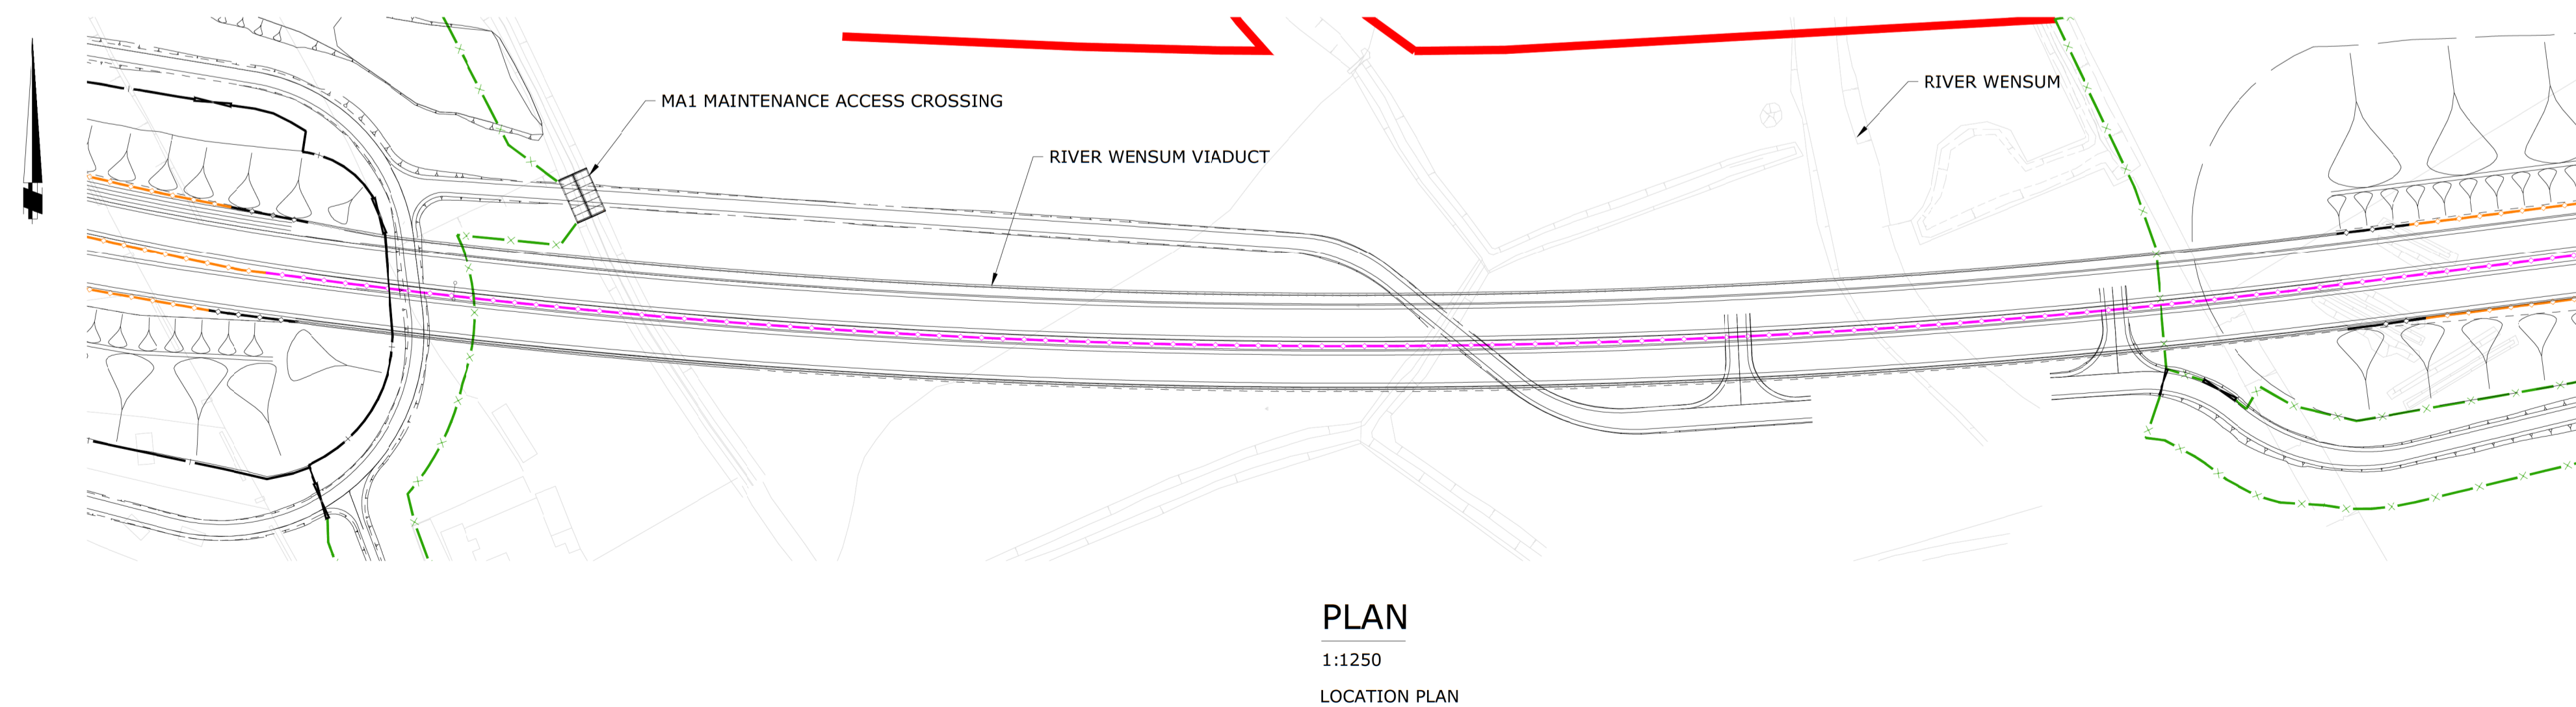 RIVER WENSUM
MA1 MAINTENANCE ACCESS CROSSING
RIVER WENSUM VIADUCT
PLAN
1:1250
LOCATION PLAN